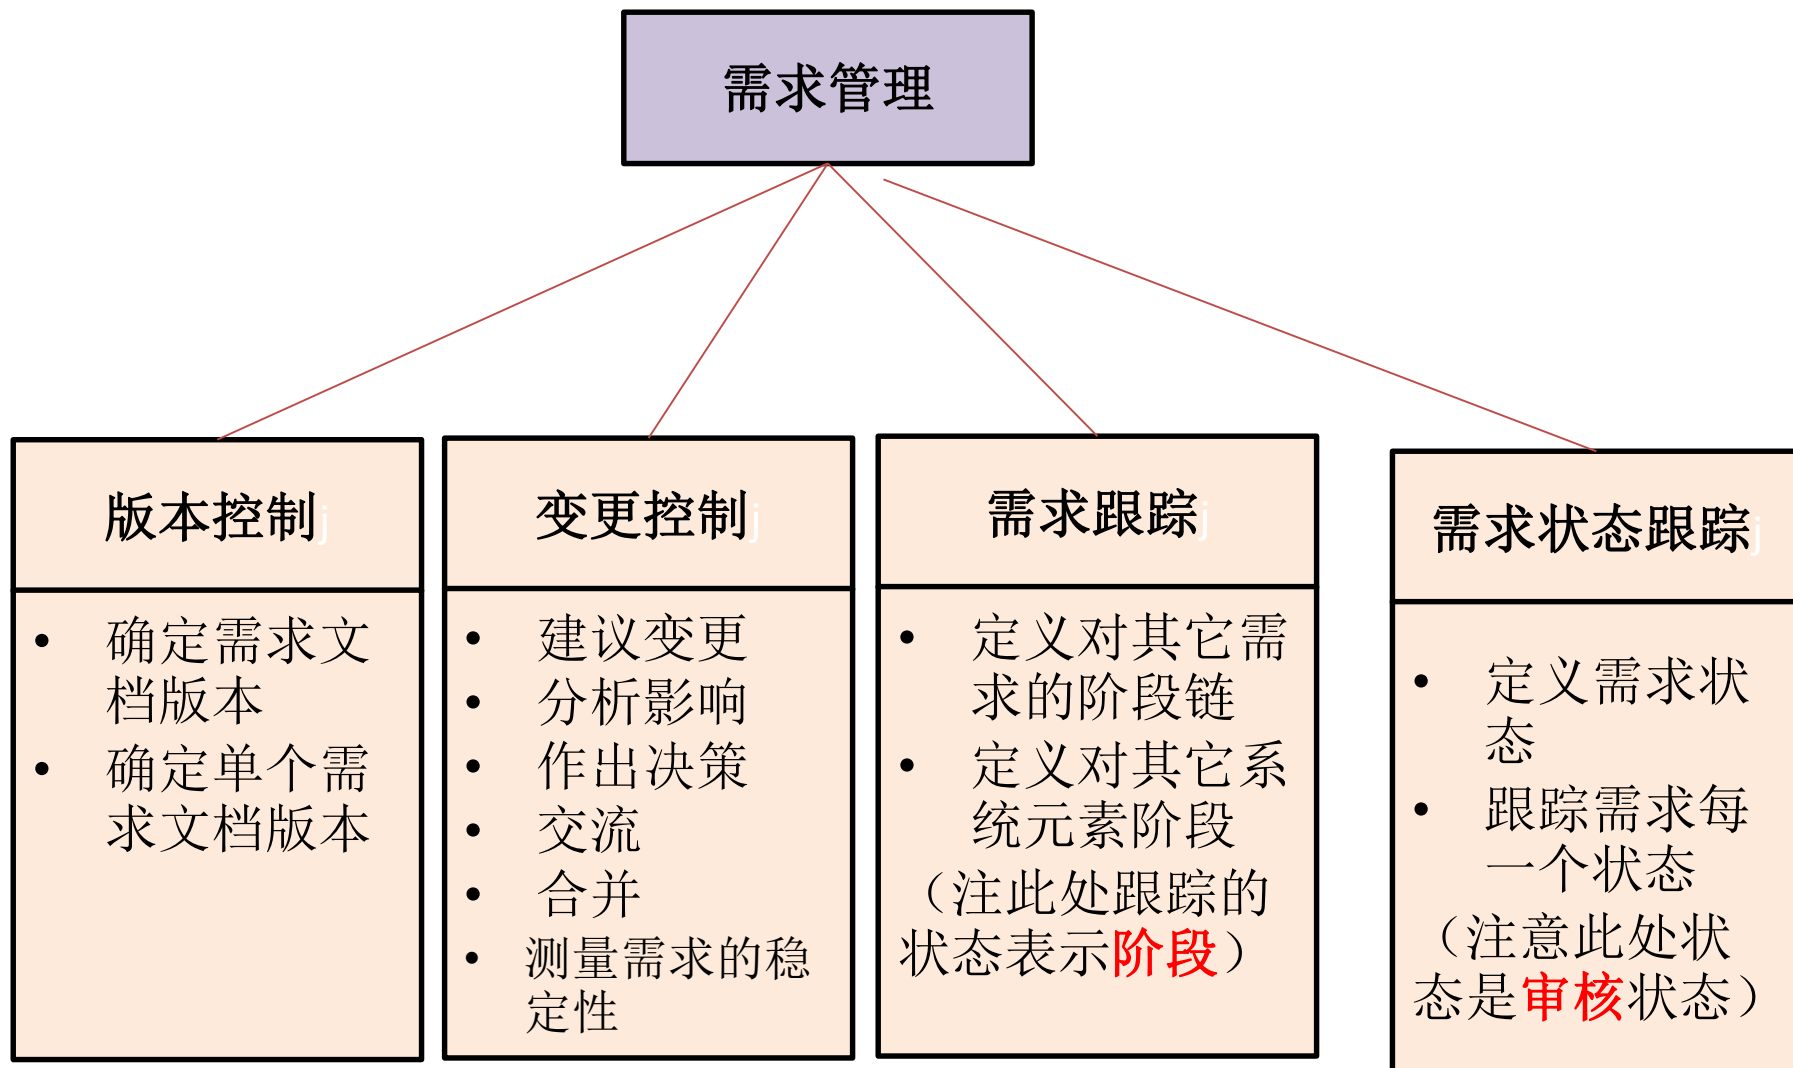 需求管理
版本控制j
• 确定需求文
档版本
• 确定单个需
求文档版本
变更控制j
• 建议变更
• 分析影响
• 作出决策
• 交流
• 合并
• 测量需求的稳
定性
需求跟踪j
• 定义对其它需
求的阶段链
• 定义对其它系
统元素阶段
（注此处跟踪的
状态表示阶段）
需求状态跟踪j
• 定义需求状
态
• 跟踪需求每
一个状态
（注意此处状
态是审核状态）